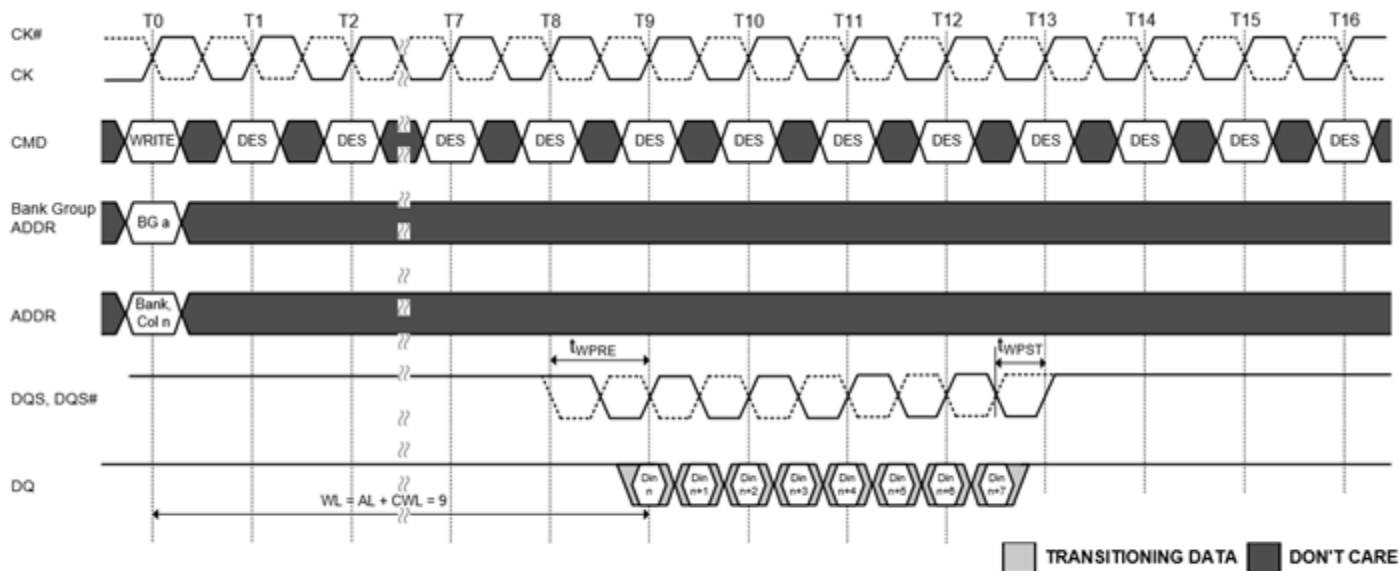 T0 T1 T2 T7 T8 T9 T10 T11 T12 T13 T14 T15 T16
CK#
CK
CMD WRITE DES DES DES DES DES DES DES DES DES DES DES DES
Bank Group
ADDR
BG a
ADDR
Bank,
Col n
tWPRE tWPST
DQS, DQS#
DQ
Din Din Din Din Din Din Din Din
n n+1 n+2 n+3 n+4 n+5 n+6 n+7
WL = AL + CWL = 9
TRANSITIONING DATA DON'T CARE